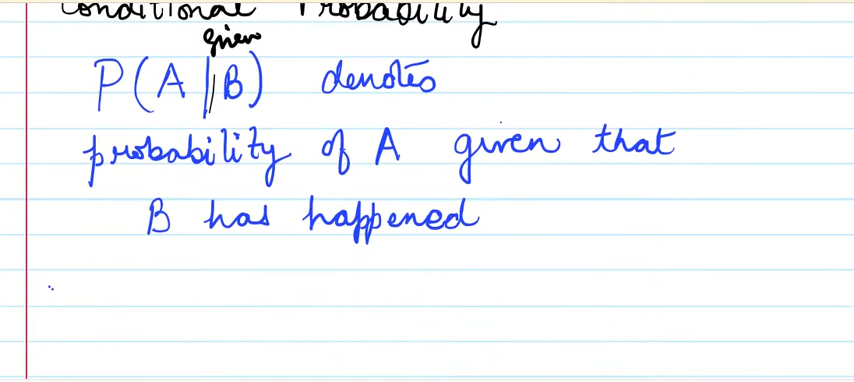 Conditional Probability
given
P(A|B) denotes
probability of A given that
B has happened